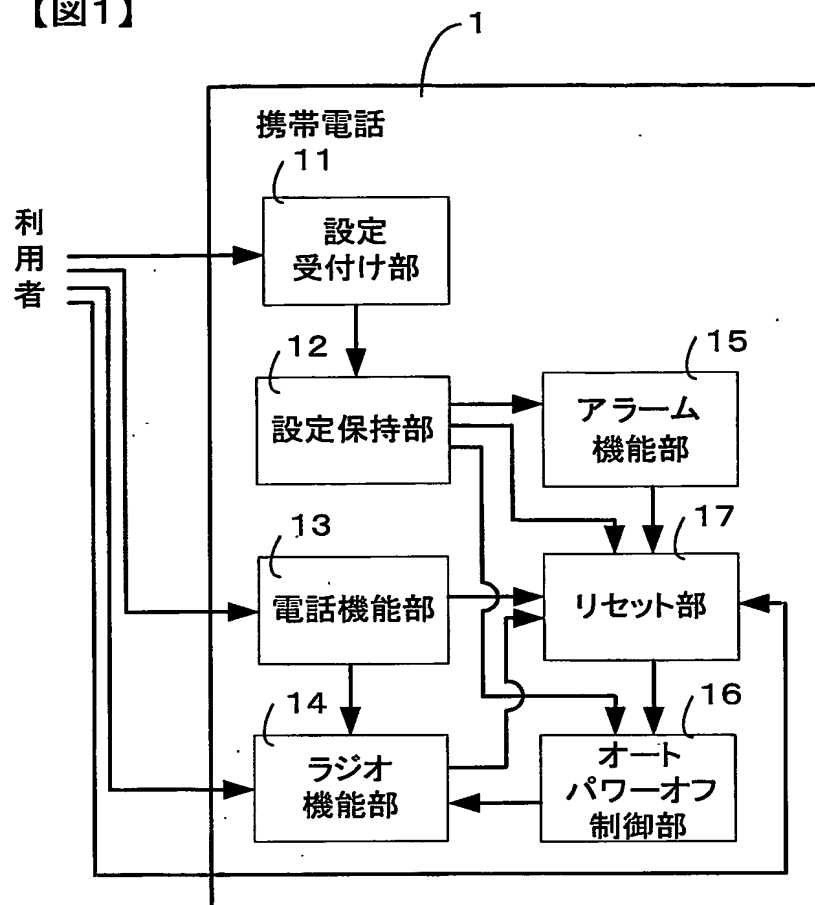 【図1】
1
携帯電話
11
設定
受付け部
利
用
者
12
設定保持部
15
アラーム
機能部
13
電話機能部
17
リセット部
14
ラジオ
機能部
16
オート
パワーオフ
制御部